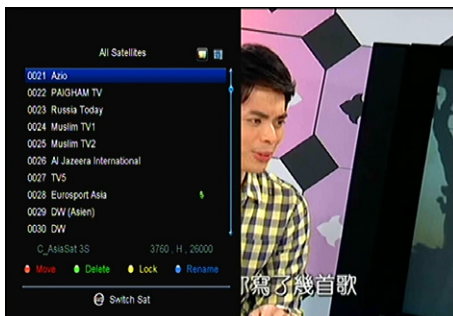 All Satellites
0021 Azio
0022 PAIGHAM TV
0023 Russia Today
0024 Muslim TV1
0025 Muslim TV2
0026 Al Jazeera International
0027 TV5
0028 Eurosport Asia $
0029 DW (Asien)
0030 DW
C_AsiaSat 3S 3760 , H , 26000
Move Delete Lock Rename
Switch Sat
寫了幾首歌